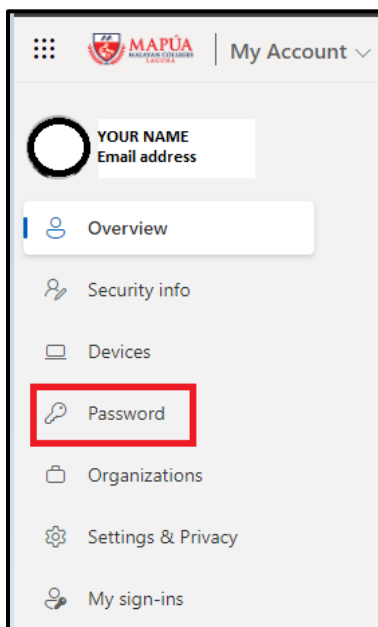 MAPÚA
MALAYAN COLLEGES
LAGUNA
My Account
YOUR NAME
Email address
Overview
Security info
Devices
Password
Organizations
Settings & Privacy
My sign-ins